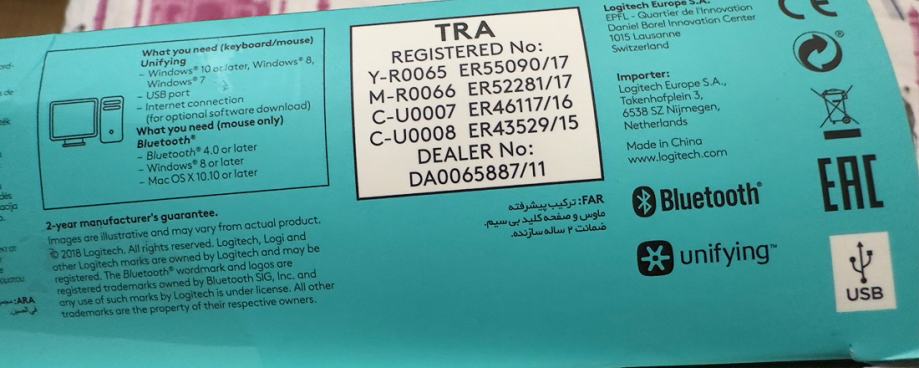 What you need (keyboard/mouse)
Unifying
– Windows® 10 or later, Windows® 8,
Windows® 7
– USB port
– Internet connection
(for optional software download)
What you need (mouse only)
Bluetooth®
– Bluetooth® 4.0 or later
– Windows® 8 or later
– Mac OS X 10.10 or later
2-year manufacturer's guarantee.
Images are illustrative and may vary from actual product.
© 2018 Logitech. All rights reserved. Logitech, Logi and
other Logitech marks are owned by Logitech and may be
registered. The Bluetooth® wordmark and logos are
registered trademarks owned by Bluetooth SIG, Inc. and
any use of such marks by Logitech is under license. All other
trademarks are the property of their respective owners.
TRA
REGISTERED No:
Y-R0065 ER55090/17
M-R0066 ER52281/17
C-U0007 ER46117/16
C-U0008 ER43529/15
DEALER No:
DA0065887/11
FAR: ترکیب پیشرفته
ماوس و صفحه کلید بی سیم.
ضمانت ۲ ساله سازنده.
Logitech Europe S.A.
EPFL - Quartier de l'Innovation
Daniel Borel Innovation Center
1015 Lausanne
Switzerland
Importer:
Logitech Europe S.A.,
Takenhofplein 3,
6538 SZ Nijmegen,
Netherlands
Made in China
www.logitech.com
Bluetooth®
unifying™
CE
EAC
USB
ARA:
في الصين.